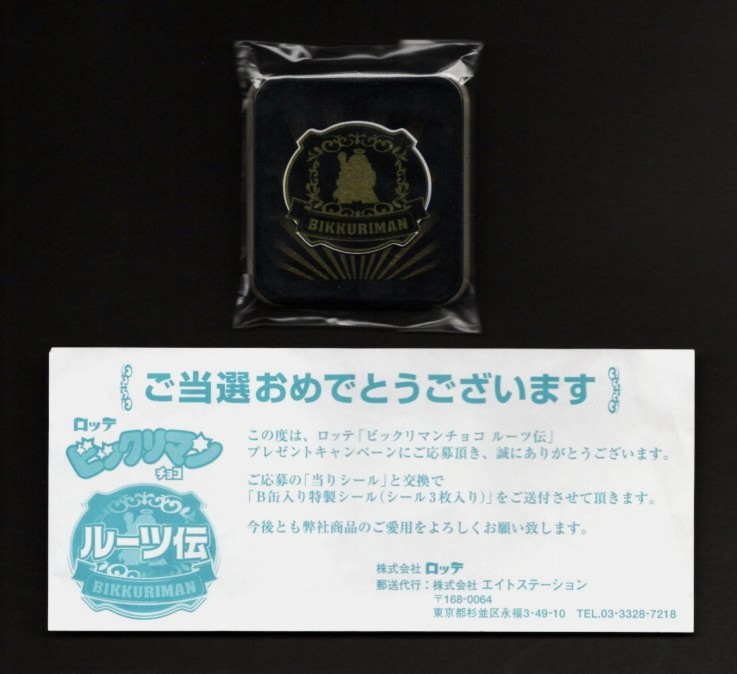 BIKKURIMAN
ご当選おめでとうございます
ロッテ
ビックリマン
チョコ
ルーツ伝
BIKKURIMAN
この度は、ロッテ「ビックリマンチョコ ルーツ伝」
プレゼントキャンペーンにご応募頂き、誠にありがとうございます。
ご応募の「当りシール」と交換で
「B缶入り特製シール(シール3枚入り)」をご送付させて頂きます。
今後とも弊社商品のご愛用をよろしくお願い致します。
株式会社 ロッテ
郵送代行:株式会社 エイトステーション
〒168-0064
東京都杉並区永福3-49-10 TEL.03-3328-7218